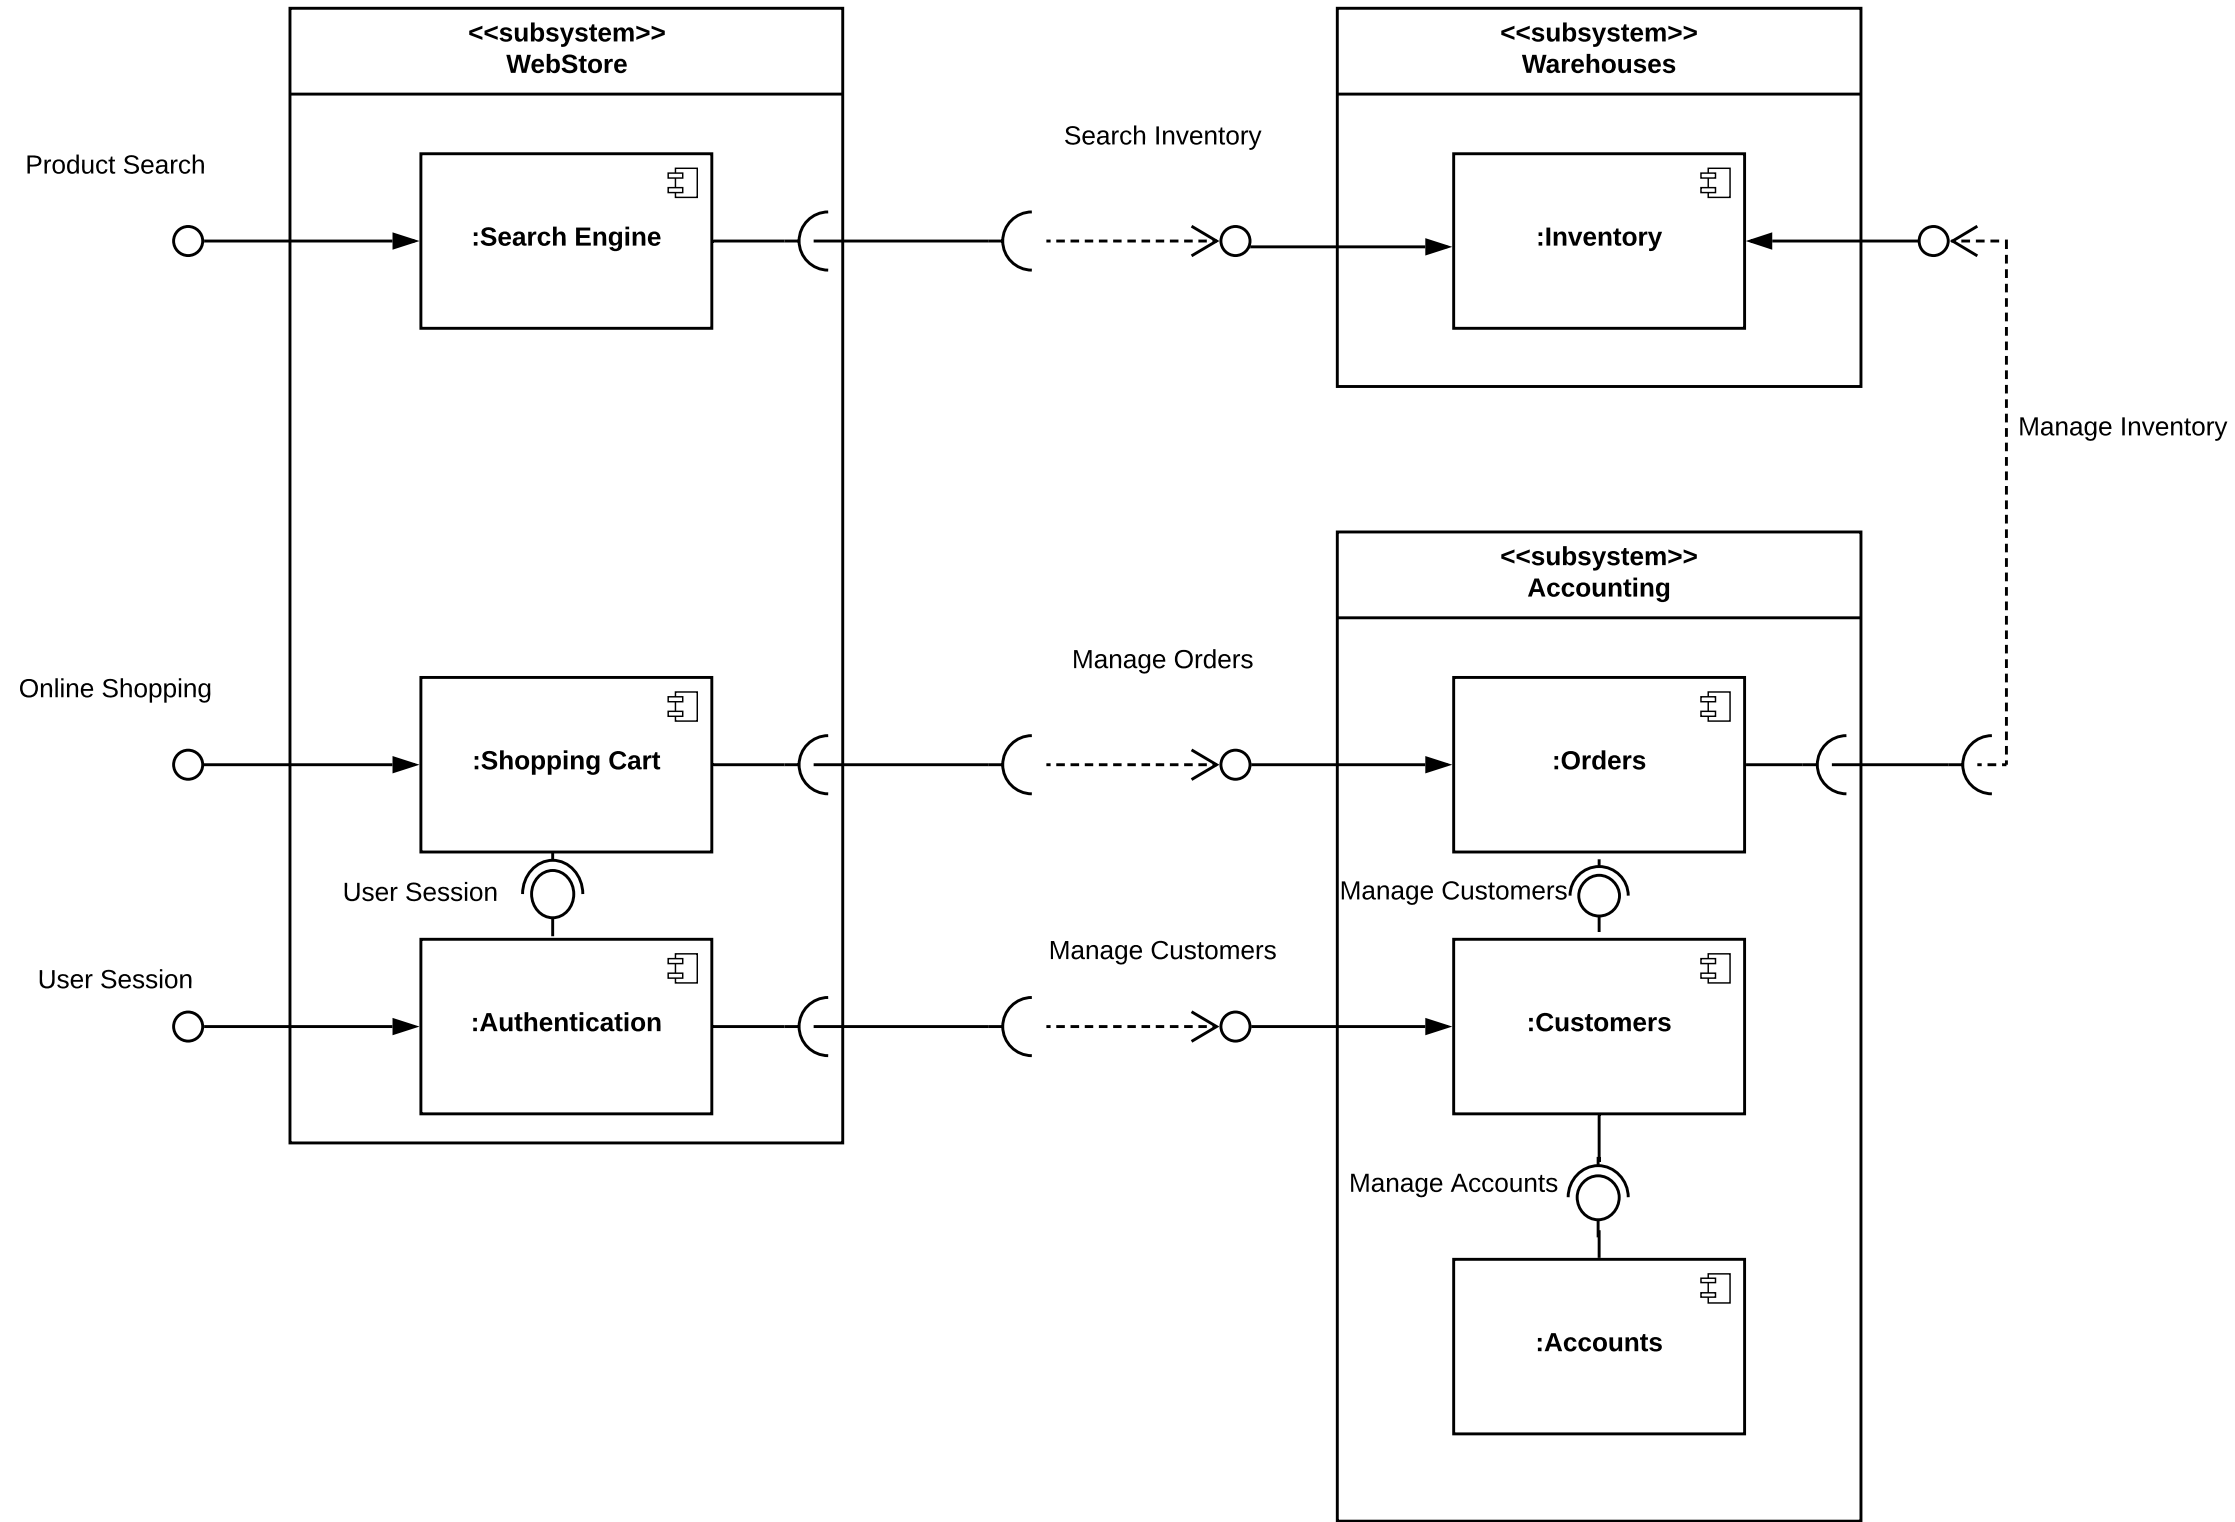 <<subsystem>>
WebStore
<<subsystem>>
Warehouses
Search Inventory
Product Search
:Search Engine
:Inventory
Manage Inventory
<<subsystem>>
Accounting
Manage Orders
Online Shopping
:Shopping Cart
:Orders
User Session
Manage Customers
Manage Customers
User Session
:Authentication
:Customers
Manage Accounts
:Accounts